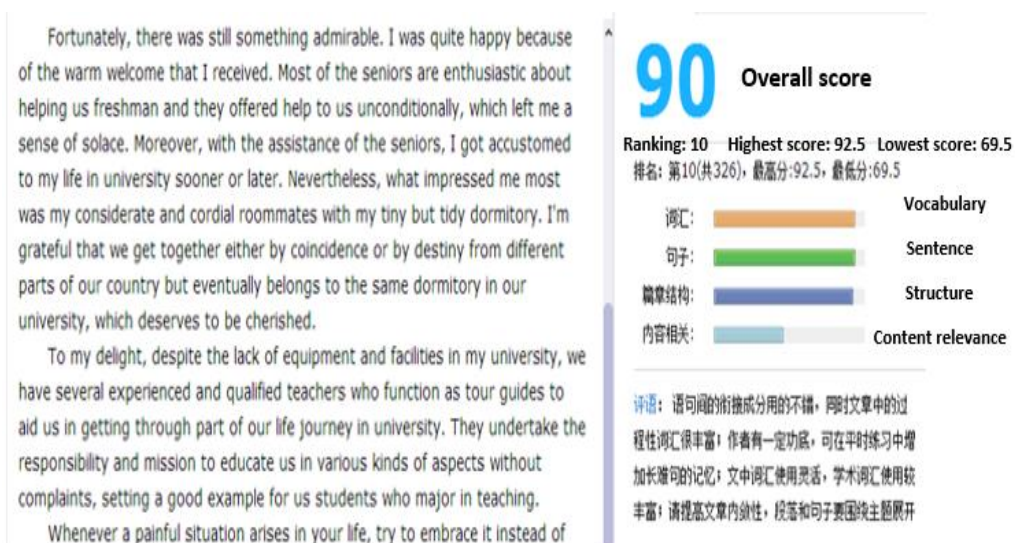 Fortunately, there was still something admirable. I was quite happy because
of the warm welcome that I received. Most of the seniors are enthusiastic about
helping us freshman and they offered help to us unconditionally, which left me a
sense of solace. Moreover, with the assistance of the seniors, I got accustomed
to my life in university sooner or later. Nevertheless, what impressed me most
was my considerate and cordial roommates with my tiny but tidy dormitory. I'm
grateful that we get together either by coincidence or by destiny from different
parts of our country but eventually belongs to the same dormitory in our
university, which deserves to be cherished.
To my delight, despite the lack of equipment and facilities in my university, we
have several experienced and qualified teachers who function as tour guides to
aid us in getting through part of our life journey in university. They undertake the
responsibility and mission to educate us in various kinds of aspects without
complaints, setting a good example for us students who major in teaching.
Whenever a painful situation arises in your life, try to embrace it instead of
90 Overall score
Ranking: 10 Highest score: 92.5 Lowest score: 69.5
排名: 第10(共326), 最高分:92.5, 最低分:69.5
词汇: Vocabulary
句子: Sentence
篇章结构: Structure
内容相关: Content relevance
评语: 语句间的衔接成分用的不错，同时文章中的过
程性词汇很丰富；作者有一定功底，可在平时练习中增
加长难句的记忆；文中词汇使用灵活，学术词汇使用较
丰富；请提高文章内敛性，段落和句子要围绕主题展开